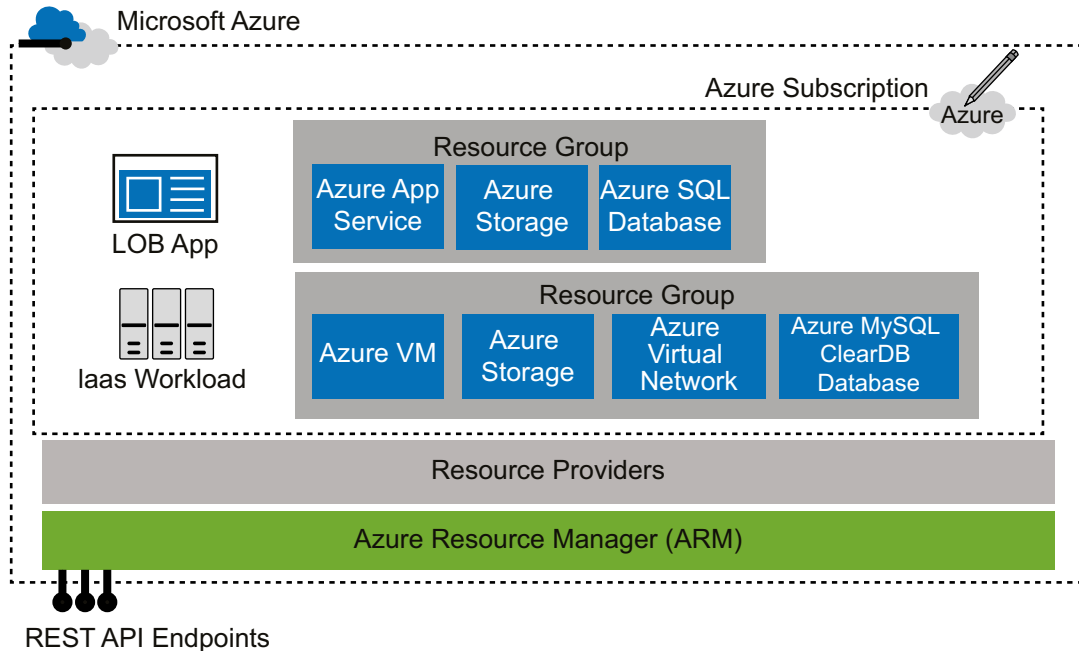 Microsoft Azure
Azure Subscription
Azure
Resource Group
Azure App
Service
Azure
Storage
Azure SQL
Database
LOB App
Resource Group
Azure VM
Azure
Storage
Azure
Virtual
Network
Azure MySQL
ClearDB
Database
Iaas Workload
Resource Providers
Azure Resource Manager (ARM)
REST API Endpoints